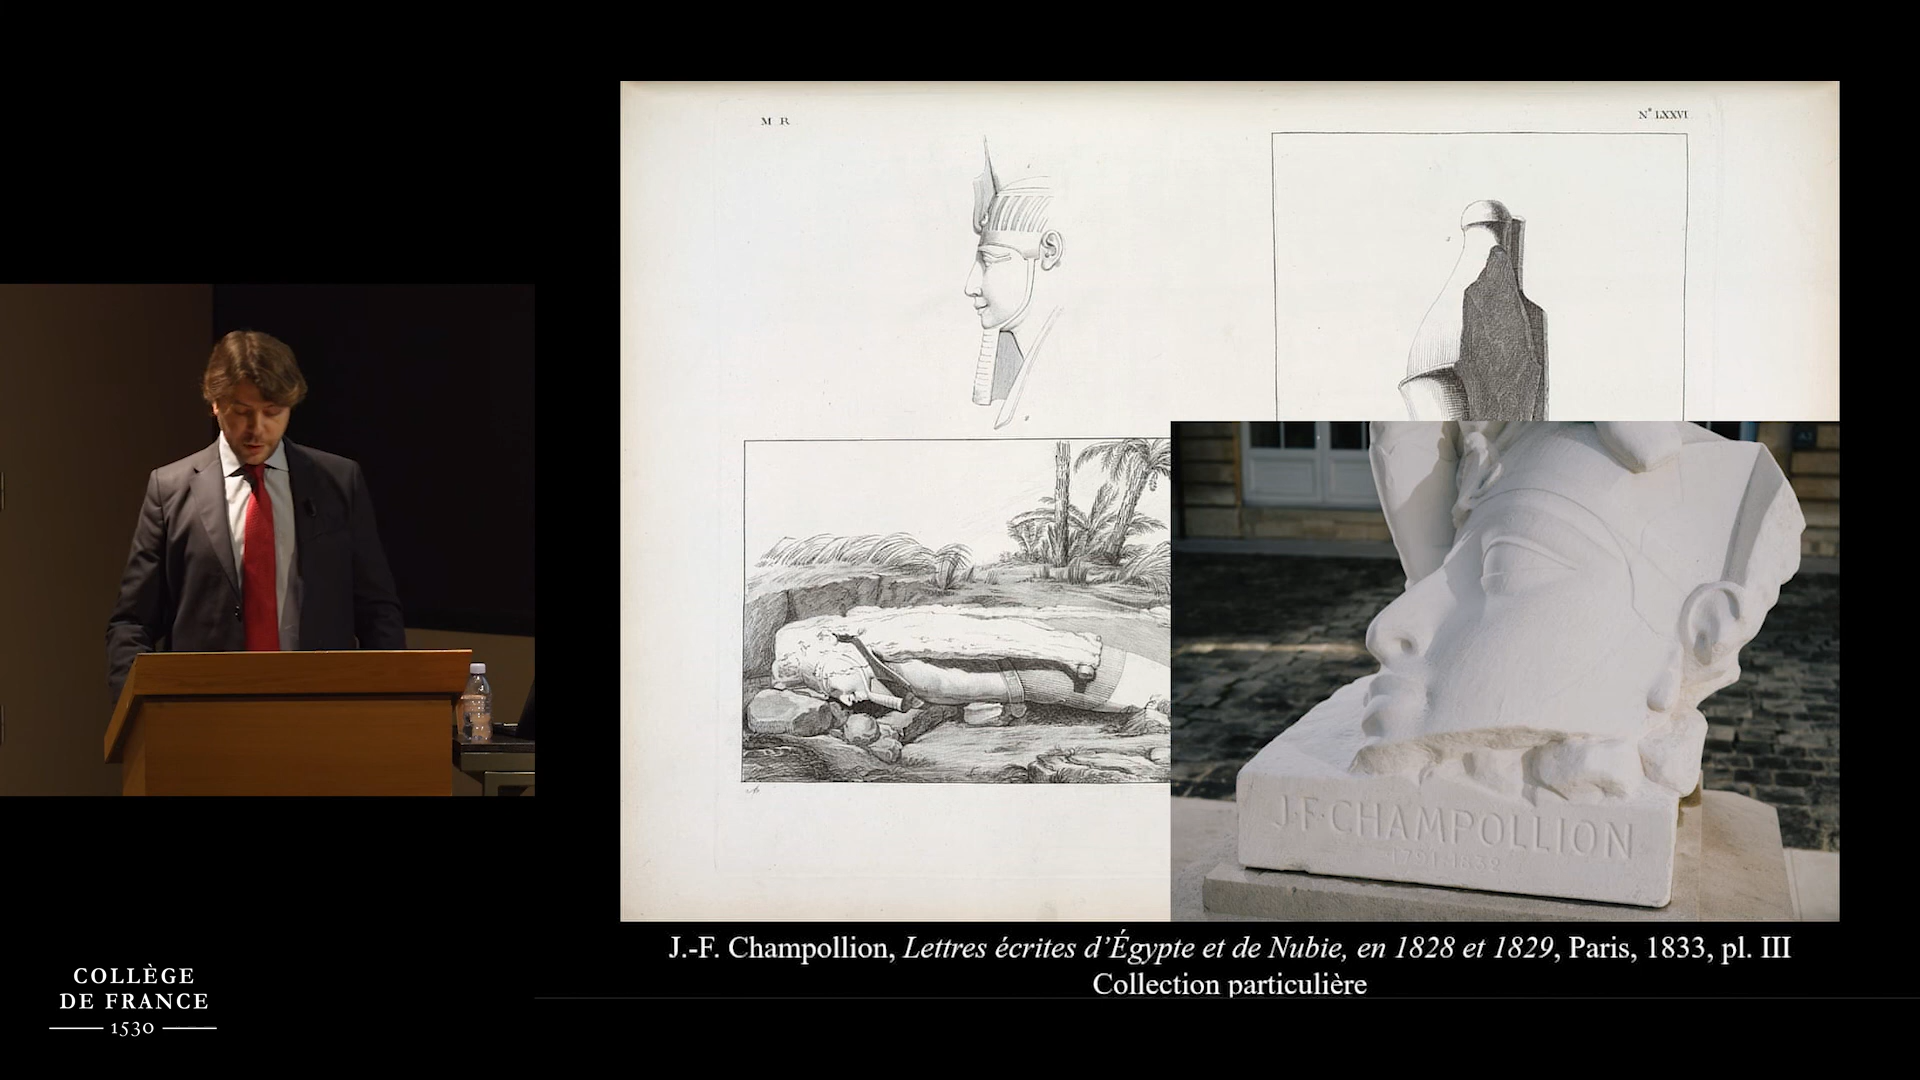 M R
N° LXXVI
J·F·CHAMPOLLION
1791-1832
J.-F. Champollion, Lettres écrites d’Égypte et de Nubie, en 1828 et 1829, Paris, 1833, pl. III
Collection particulière
COLLÈGE
DE FRANCE
1530